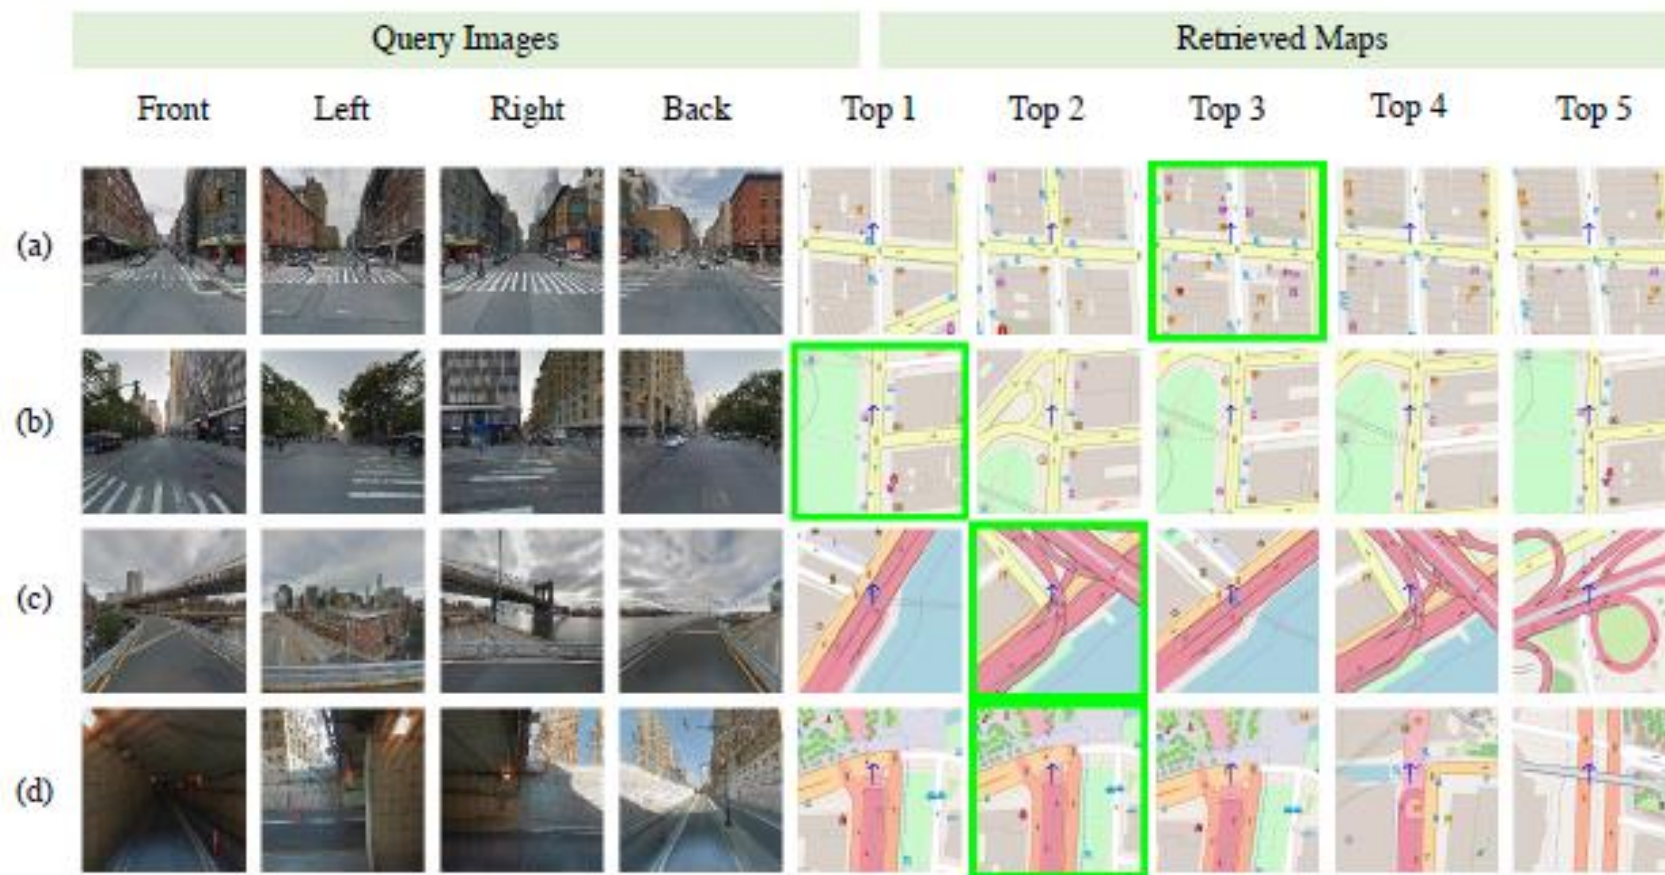 Query Images Retrieved Maps
Front Left Right Back Top 1 Top 2 Top 3 Top 4 Top 5
(a)
(b)
(c)
(d)